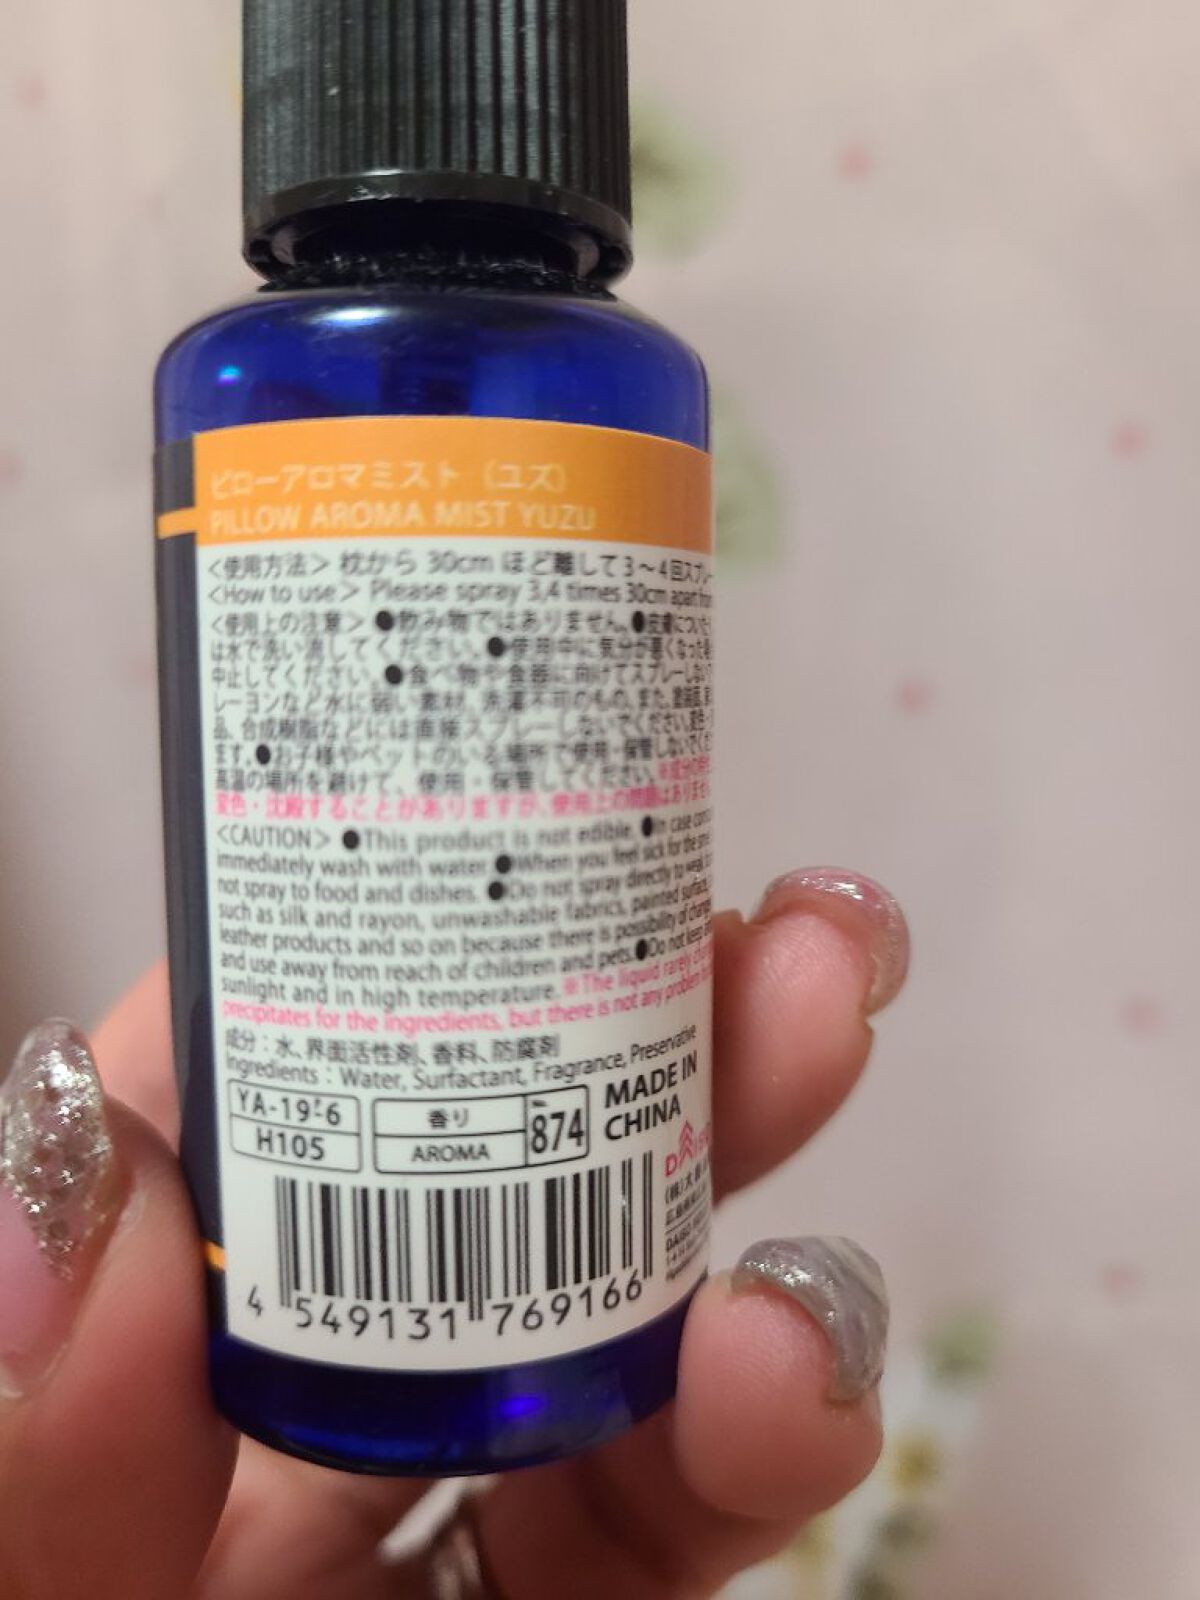 ピローアロマミスト（ユズ）
PILLOW AROMA MIST YUZU
＜使用方法＞枕から 30cm ほど離して3～4回スプレー
＜How to use＞ Please spray 3,4 times 30cm apart from
＜使用上の注意＞ ●飲み物ではありません。●皮膚について
は水で洗い流してください。●使用中に気分が悪くなった
中止してください。●食べ物や食器に向けてスプレーしない
レーヨンなど水に弱い素材、洗濯不可のもの、また、塗装面、
品、合成樹脂などには直接スプレーしないでください。変色・
ます。●お子様やペットのいる場所で使用・保管しないでくだ
高温の場所を避けて、使用・保管してください。※成分の
変色・沈殿することがありますが、使用上の問題はありません
＜CAUTION＞ ●This product is not edible. ●In case
immediately wash with water. ●When you feel sick for the
not spray to food and dishes. ●Do not spray directly to weak
such as silk and rayon, unwashable fabrics, painted surface,
leather products and so on because there is possibility of
and use away from reach of children and pets. ●Do not keep
sunlight and in high temperature. ※The liquid rarely
precipitates for the ingredients, but there is not any problem
成分：水、界面活性剤、香料、防腐剤
Ingredients：Water, Surfactant, Fragrance, Preservative
YA-19 6
H105
香り
AROMA
874
MADE IN
CHINA
4 549131 769166